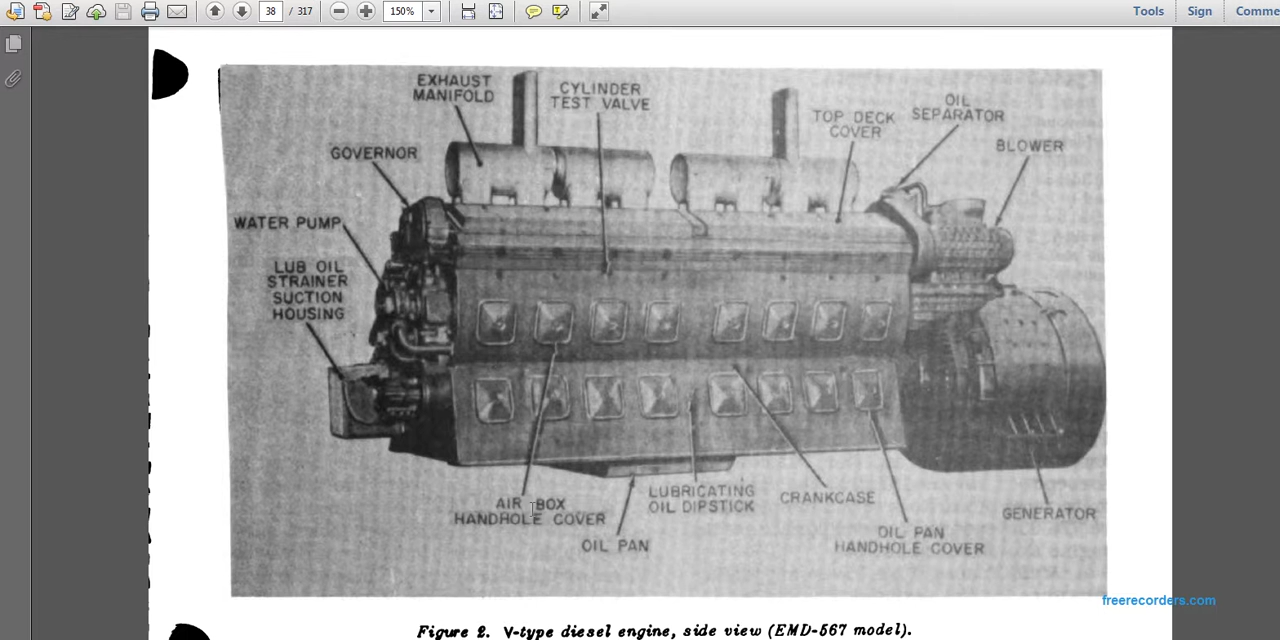 38 / 317
150%
Tools
Sign
Comme
EXHAUST
MANIFOLD
CYLINDER
TEST VALVE
OIL
SEPARATOR
TOP DECK
COVER
BLOWER
GOVERNOR
WATER PUMP
LUB OIL
STRAINER
SUCTION
HOUSING
AIR BOX
HANDHOLE COVER
OIL PAN
LUBRICATING
OIL DIPSTICK
CRANKCASE
OIL PAN
HANDHOLE COVER
GENERATOR
freerecorders.com
Figure 2. V-type diesel engine, side view (EMD-567 model).